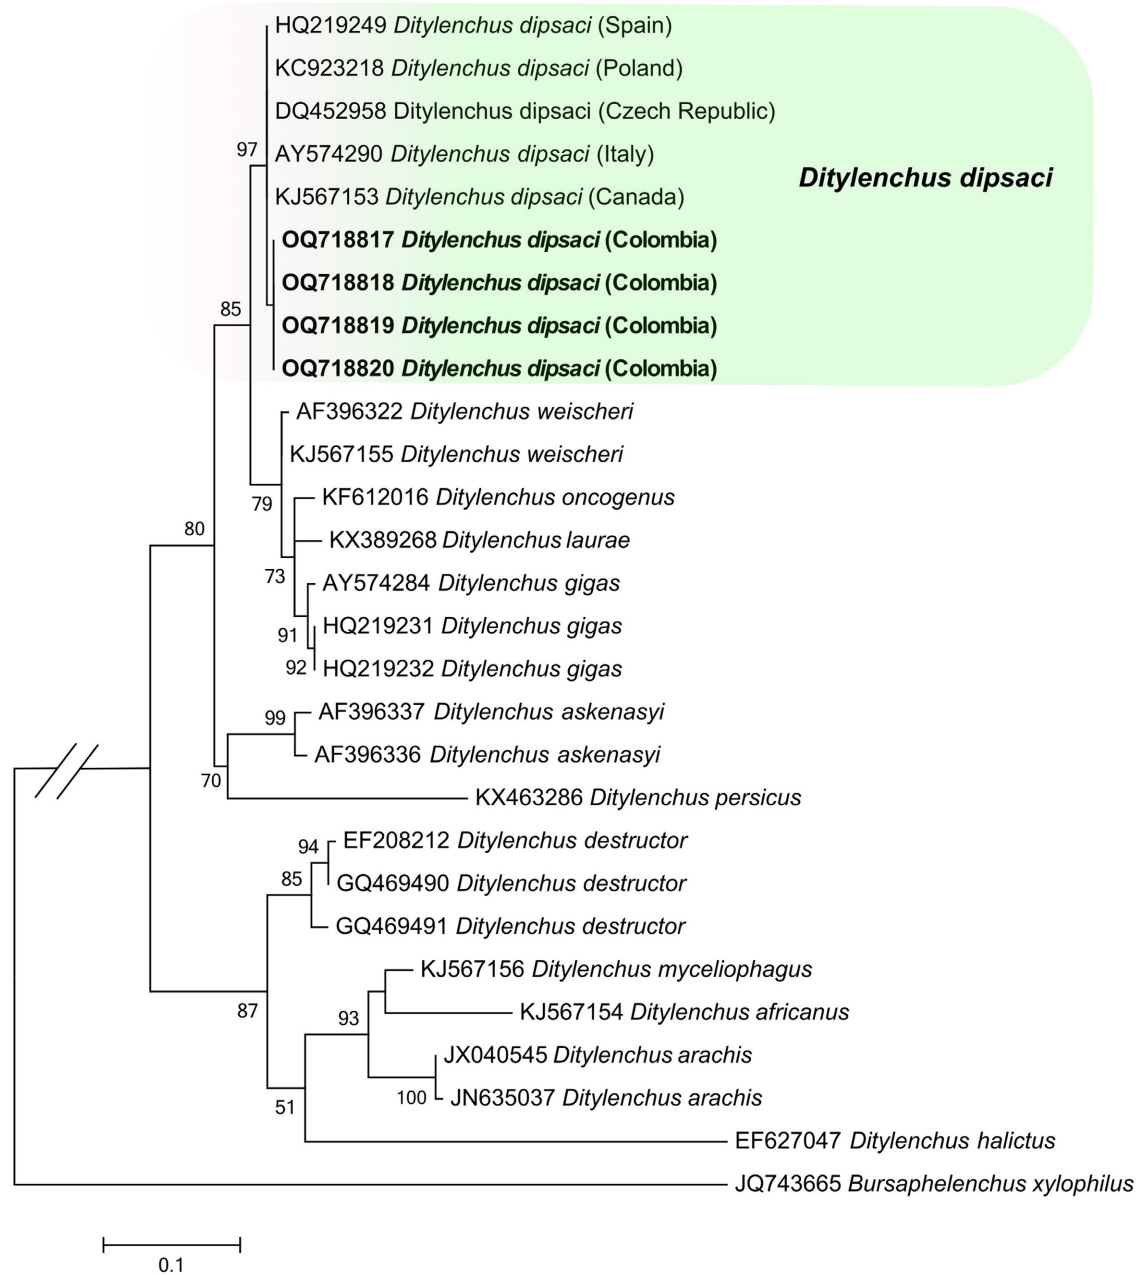 HQ219249 Ditylenchus dipsaci (Spain)
KC923218 Ditylenchus dipsaci (Poland)
DQ452958 Ditylenchus dipsaci (Czech Republic)
97
AY574290 Ditylenchus dipsaci (Italy)
Ditylenchus dipsaci
KJ567153 Ditylenchus dipsaci (Canada)
OQ718817 Ditylenchus dipsaci (Colombia)
OQ718818 Ditylenchus dipsaci (Colombia)
85
OQ718819 Ditylenchus dipsaci (Colombia)
OQ718820 Ditylenchus dipsaci (Colombia)
AF396322 Ditylenchus weischeri
KJ567155 Ditylenchus weischeri
79
KF612016 Ditylenchus oncogenus
80
KX389268 Ditylenchus laurae
73
AY574284 Ditylenchus gigas
91
HQ219231 Ditylenchus gigas
92
HQ219232 Ditylenchus gigas
99
AF396337 Ditylenchus askenasyi
AF396336 Ditylenchus askenasyi
70
KX463286 Ditylenchus persicus
94
EF208212 Ditylenchus destructor
85
GQ469490 Ditylenchus destructor
GQ469491 Ditylenchus destructor
KJ567156 Ditylenchus myceliophagus
87
93
KJ567154 Ditylenchus africanus
JX040545 Ditylenchus arachis
100
JN635037 Ditylenchus arachis
51
EF627047 Ditylenchus halictus
JQ743665 Bursaphelenchus xylophilus
0.1